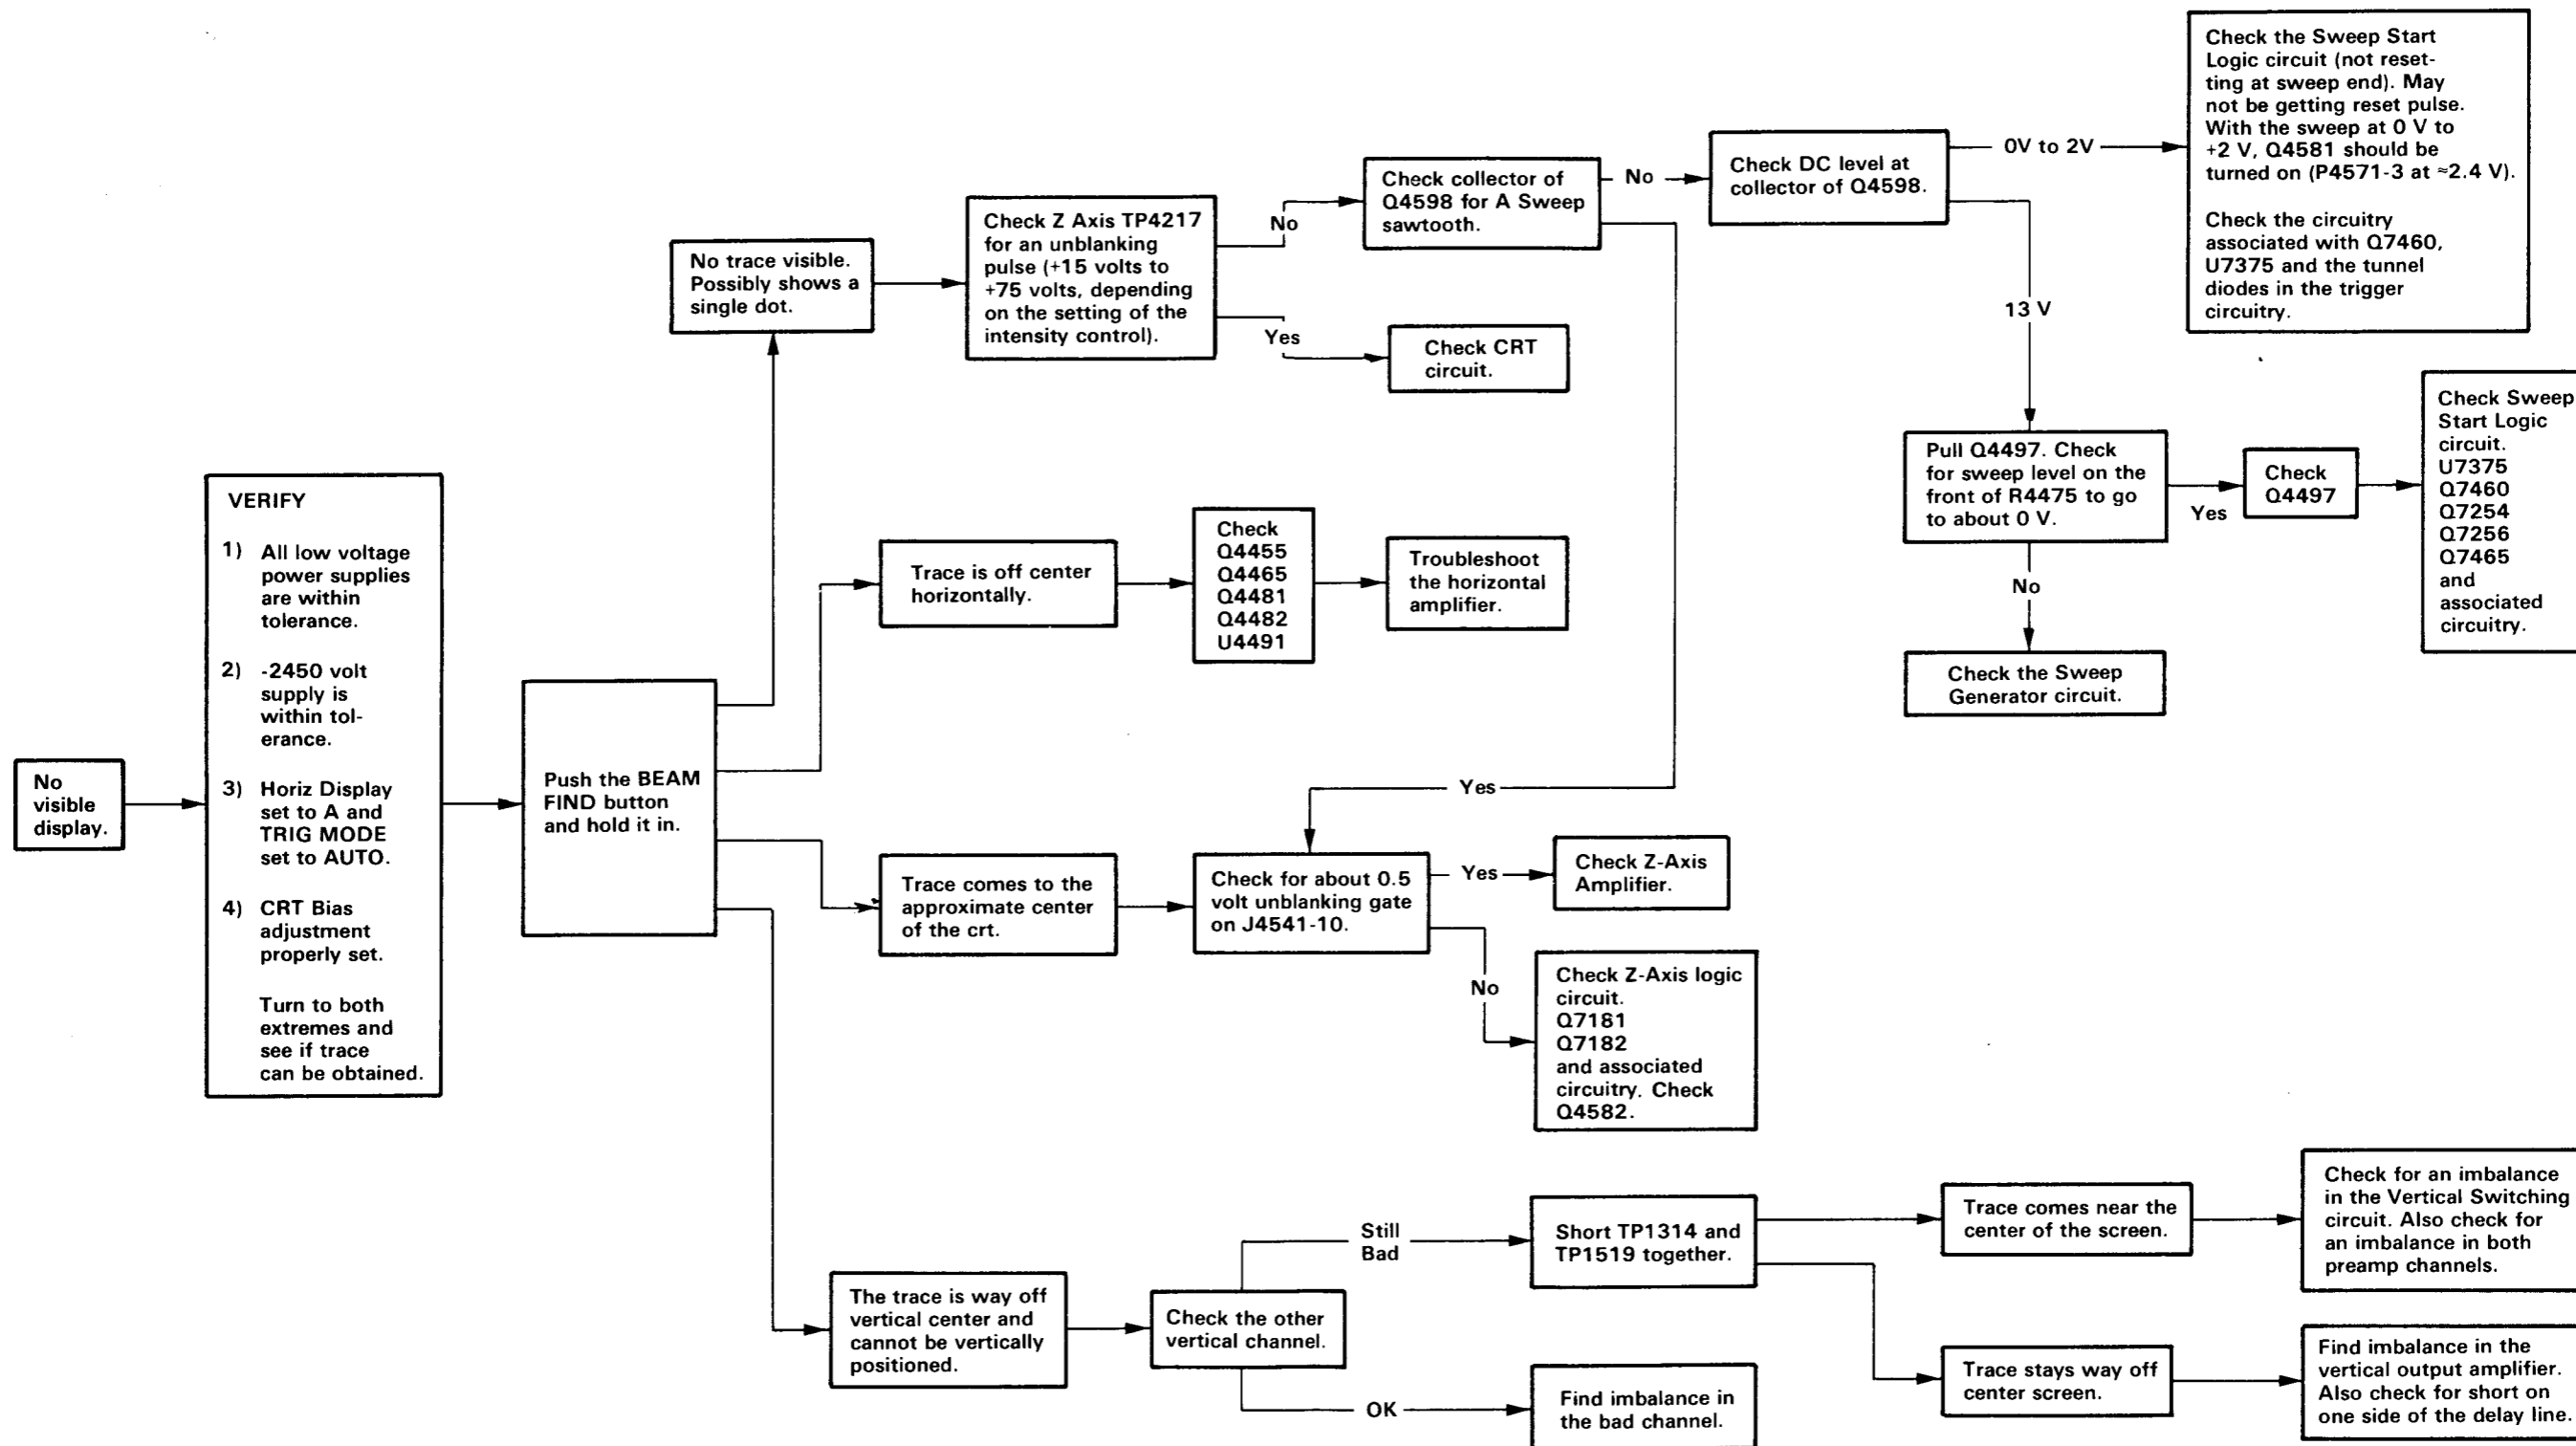 No
visible
display.
VERIFY
1) All low voltage
power supplies
are within
tolerance.
2) -2450 volt
supply is
within tol-
erance.
3) Horiz Display
set to A and
TRIG MODE
set to AUTO.
4) CRT Bias
adjustment
properly set.
Turn to both
extremes and
see if trace
can be obtained.
Push the BEAM
FIND button
and hold it in.
No trace visible.
Possibly shows a
single dot.
Check Z Axis TP4217
for an unblanking
pulse (+15 volts to
+75 volts, depending
on the setting of the
intensity control).
No
Yes
Check CRT
circuit.
Check collector of
Q4598 for A Sweep
sawtooth.
No
Check DC level at
collector of Q4598.
0V to 2V
Check the Sweep Start
Logic circuit (not reset-
ting at sweep end). May
not be getting reset pulse.
With the sweep at 0 V to
+2 V, Q4581 should be
turned on (P4571-3 at ≈2.4 V).
Check the circuitry
associated with Q7460,
U7375 and the tunnel
diodes in the trigger
circuitry.
13 V
Pull Q4497. Check
for sweep level on the
front of R4475 to go
to about 0 V.
Yes
Check
Q4497
Check Sweep
Start Logic
circuit.
U7375
Q7460
Q7254
Q7256
Q7465
and
associated
circuitry.
No
Check the Sweep
Generator circuit.
Trace is off center
horizontally.
Check
Q4455
Q4465
Q4481
Q4482
U4491
Troubleshoot
the horizontal
amplifier.
Yes
Trace comes to the
approximate center
of the crt.
Check for about 0.5
volt unblanking gate
on J4541-10.
Yes
Check Z-Axis
Amplifier.
No
Check Z-Axis logic
circuit.
Q7181
Q7182
and associated
circuitry. Check
Q4582.
The trace is way off
vertical center and
cannot be vertically
positioned.
Check the other
vertical channel.
Still
Bad
Short TP1314 and
TP1519 together.
Trace comes near the
center of the screen.
Check for an imbalance
in the Vertical Switching
circuit. Also check for
an imbalance in both
preamp channels.
Trace stays way off
center screen.
Find imbalance in the
vertical output amplifier.
Also check for short on
one side of the delay line.
OK
Find imbalance in
the bad channel.